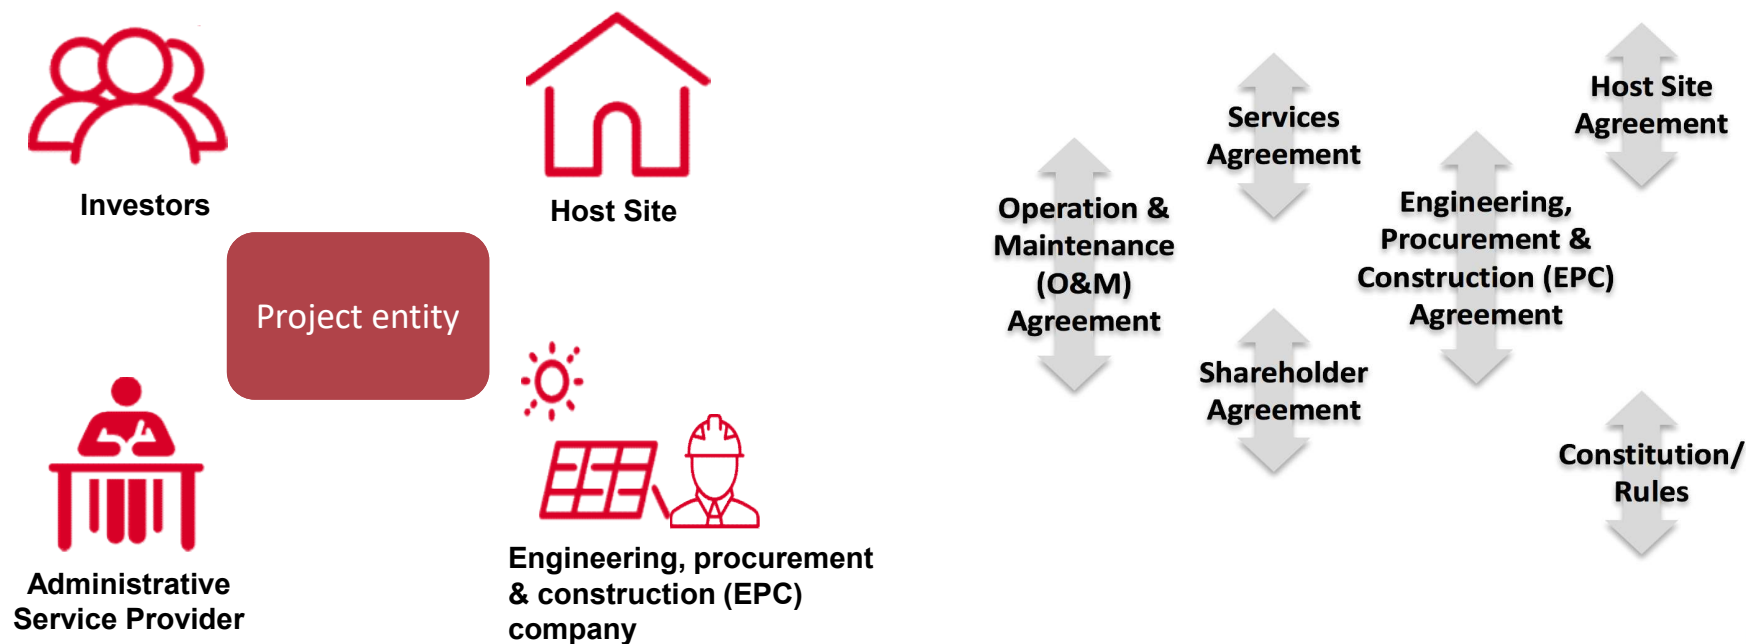 Investors
Host Site
Project entity
Administrative
Service Provider
Engineering, procurement
& construction (EPC)
company
Operation &
Maintenance
(O&M)
Agreement
Services
Agreement
Shareholder
Agreement
Engineering,
Procurement &
Construction (EPC)
Agreement
Host Site
Agreement
Constitution/
Rules